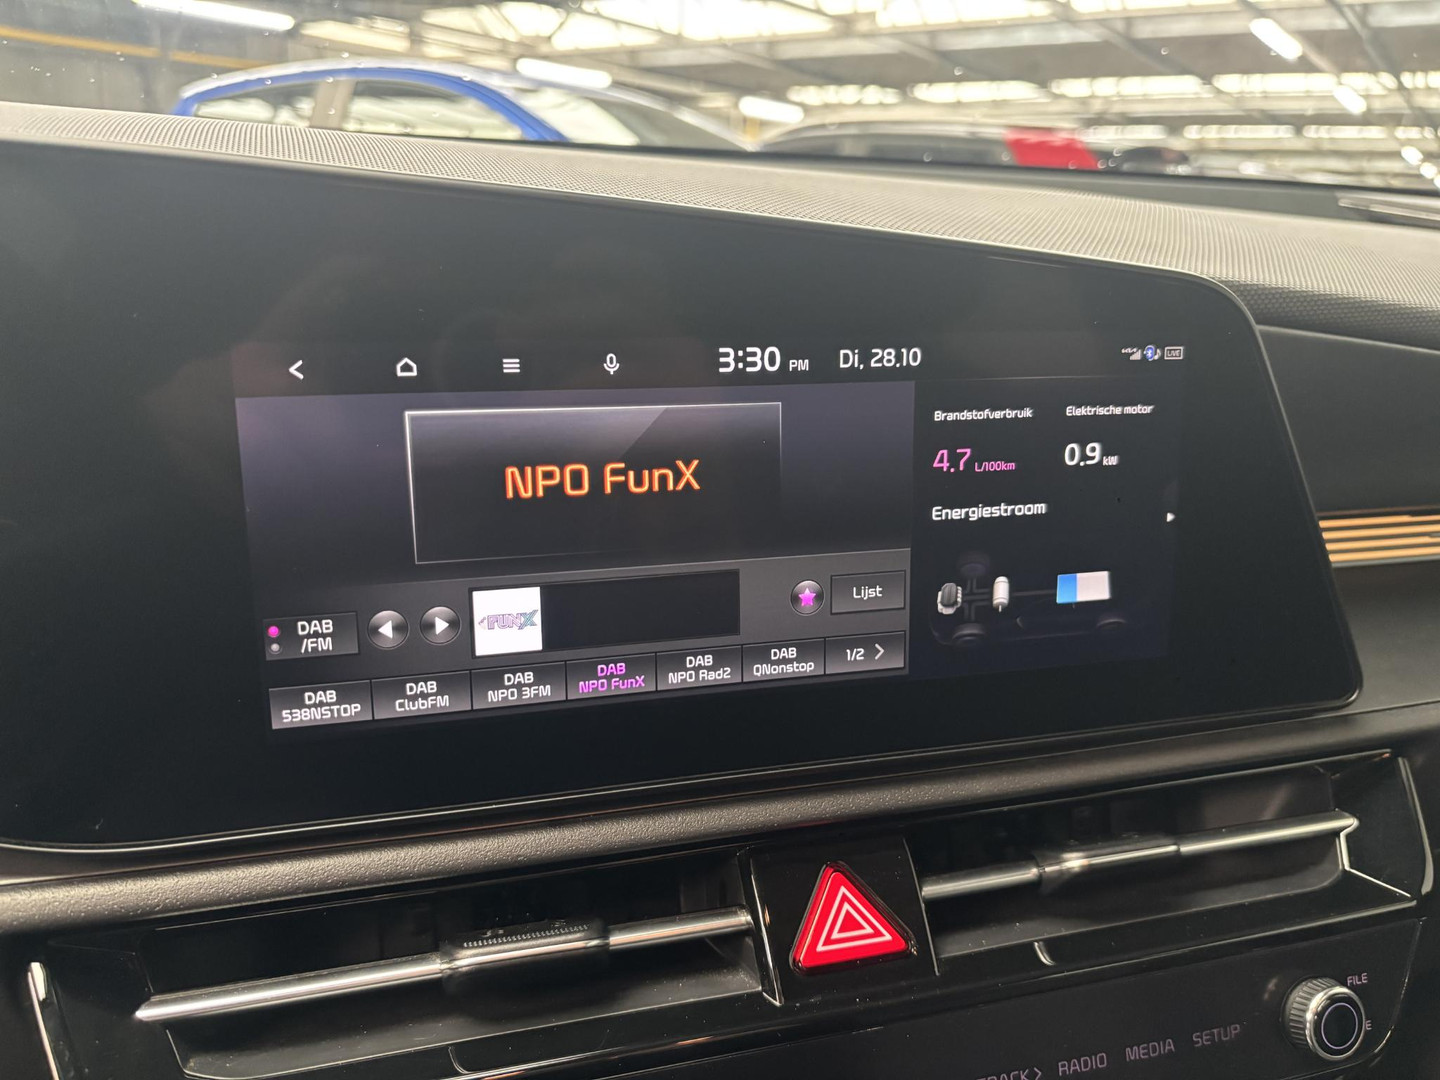 3:30 PM Di, 28.10
LIVE
NPO FunX
Brandstofverbruik Elektrische motor
4.7 L/100km 0.9 kW
Energiestroom
DAB
/FM
FUNX
Lijst
DAB
538NSTOP
DAB
ClubFM
DAB
NPO 3FM
DAB
NPO FunX
DAB
NPO Rad2
DAB
QNonstop
1/2
FILE
RADIO MEDIA SETUP